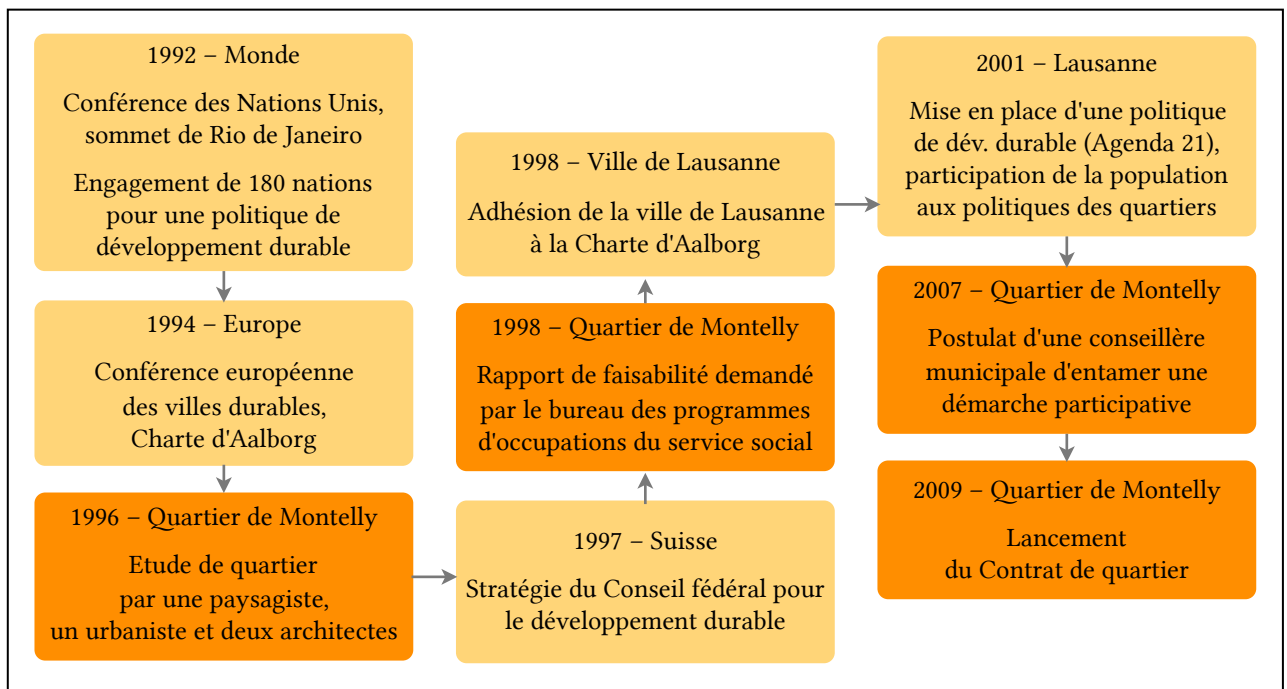 1992 – Monde
Conférence des Nations Unis,
sommet de Rio de Janeiro
Engagement de 180 nations
pour une politique de
développement durable
1994 – Europe
Conférence européenne
des villes durables,
Charte d'Aalborg
1996 – Quartier de Montelly
Etude de quartier
par une paysagiste,
un urbaniste et deux architectes
1997 – Suisse
Stratégie du Conseil fédéral pour
le développement durable
1998 – Quartier de Montelly
Rapport de faisabilité demandé
par le bureau des programmes
d'occupations du service social
1998 – Ville de Lausanne
Adhésion de la ville de Lausanne
à la Charte d'Aalborg
2001 – Lausanne
Mise en place d'une politique
de dév. durable (Agenda 21),
participation de la population
aux politiques des quartiers
2007 – Quartier de Montelly
Postulat d'une conseillère
municipale d'entamer une
démarche participative
2009 – Quartier de Montelly
Lancement
du Contrat de quartier